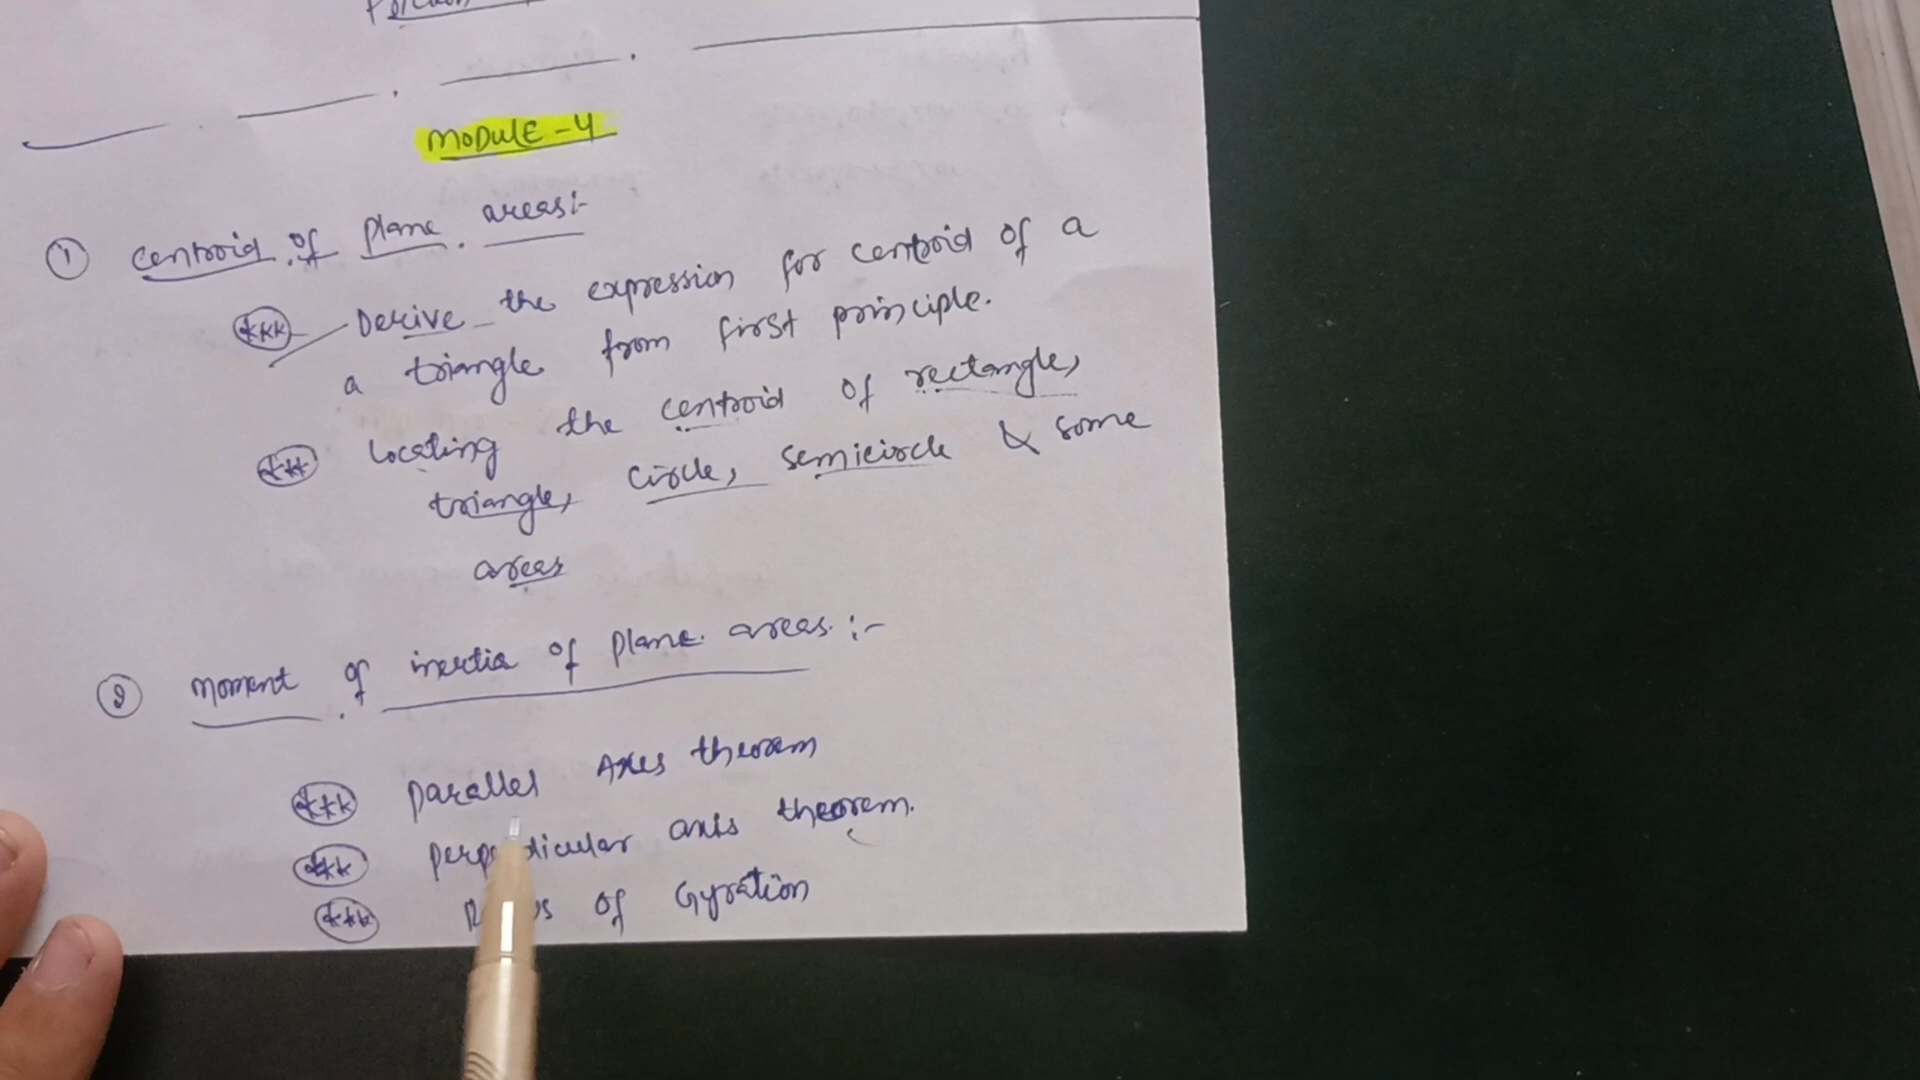 MODULE-4
① centroid of plane areas:-
*** Derive the expression for centroid of a
a triangle from first principle.
*** Locating the centroid of rectangle,
triangle, circle, semicircle & some
areas
② moment of inertia of plane areas :-
*** parallel Axes theorem
*** perpendicular axis theorem.
*** of Gyration